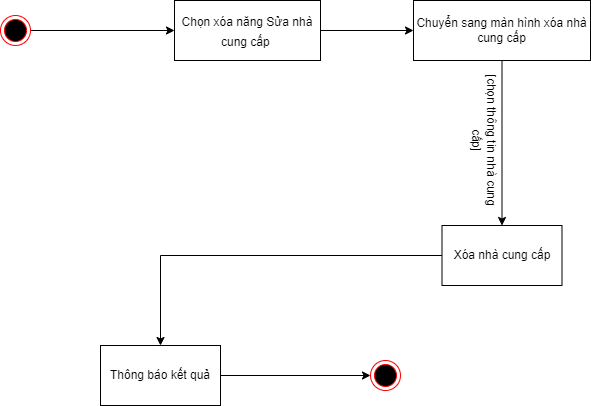 Chọn xóa năng Sửa nhà
cung cấp
Chuyển sang màn hình xóa nhà
cung cấp
[chọn thông tin nhà cung
cấp]
Xóa nhà cung cấp
Thông báo kết quả